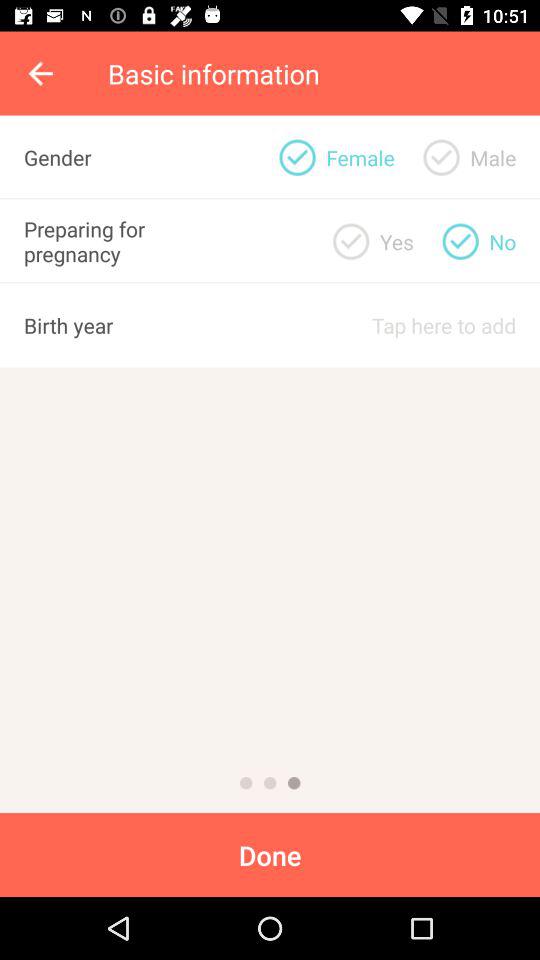 10:51
Basic information
Gender Female Male
Preparing for
pregnancy Yes No
Birth year Tap here to add
Done